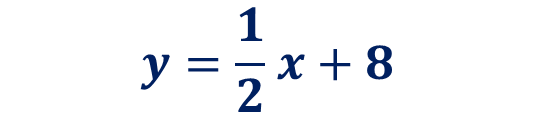 y = 1/2 x + 8